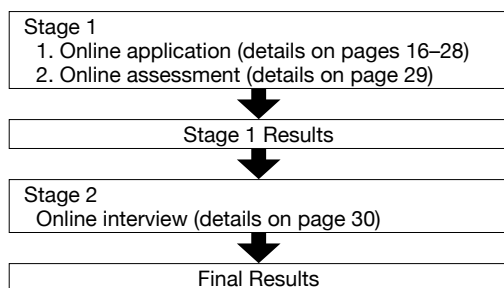 Stage 1
1. Online application (details on pages 16–28)
2. Online assessment (details on page 29)
Stage 1 Results
Stage 2
Online interview (details on page 30)
Final Results